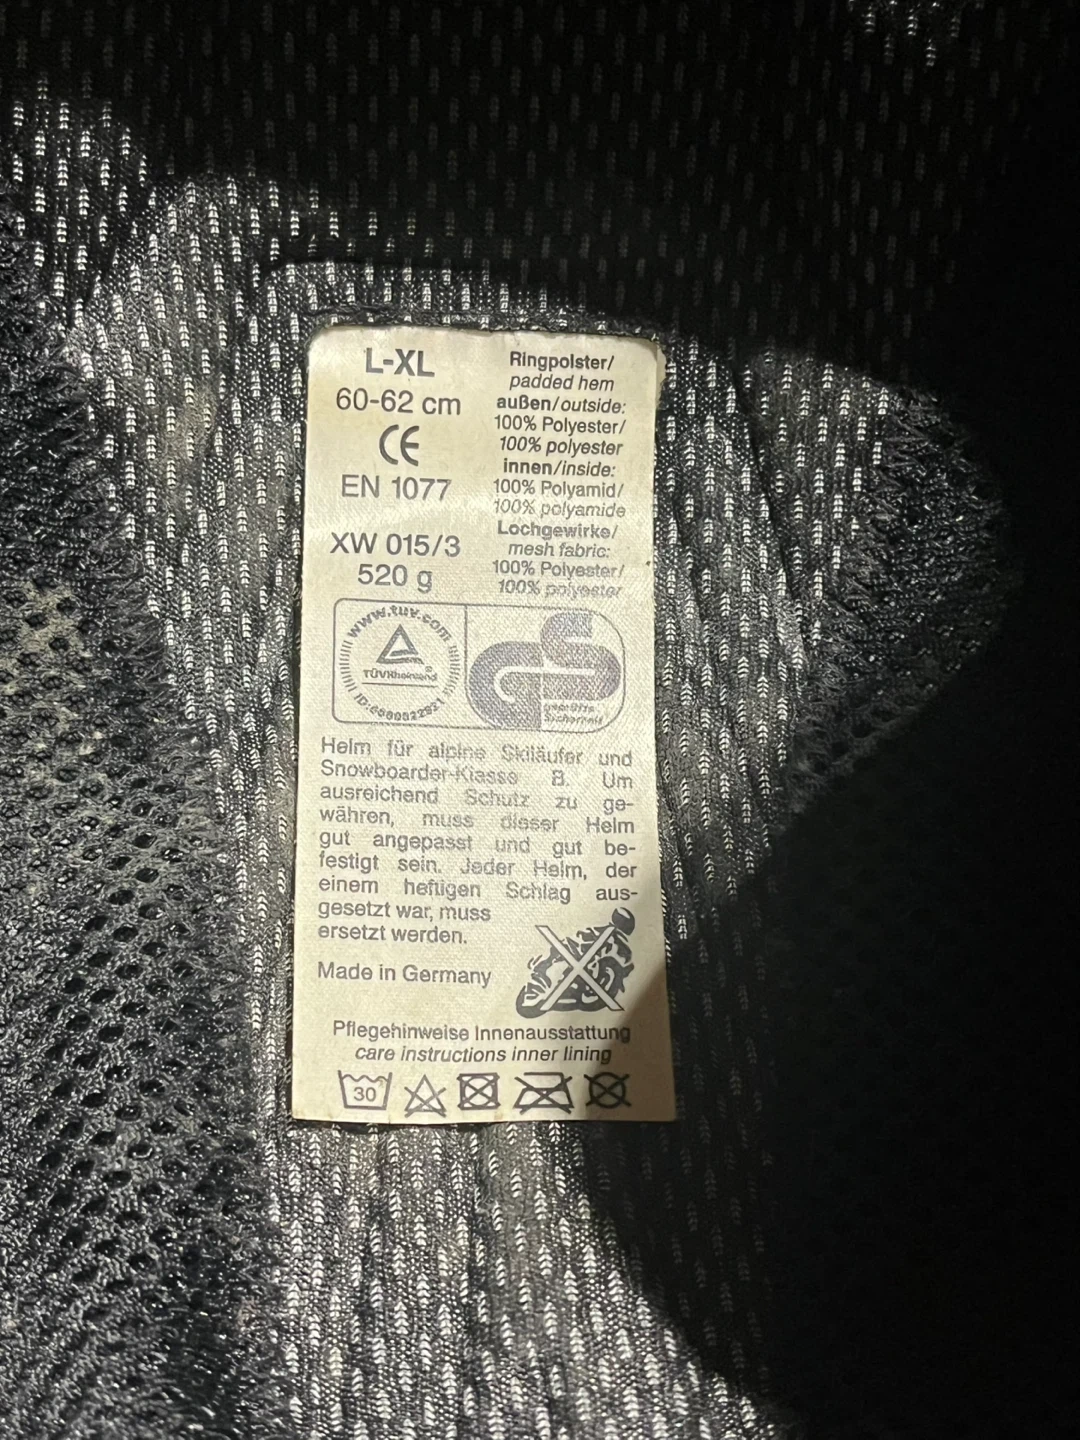 L-XL
60-62 cm
CE
EN 1077
XW 015/3
520 g
Ringpolster/
padded hem
außen/outside:
100% Polyester/
100% polyester
innen/inside:
100% Polyamid/
100% polyamide
Lochgewirke/
mesh fabric:
100% Polyester/
100% polyester
www.tuv.com
TÜVRheinland
®
geprüfte
Sicherheit
Helm für alpine Skiläufer und
Snowboarder-Klasse B. Um
ausreichend Schutz zu ge-
währen, muss dieser Helm
gut angepasst und gut be-
festigt sein. Jeder Helm, der
einem heftigen Schlag aus-
gesetzt war, muss
ersetzt werden.
Made in Germany
Pflegehinweise Innenausstattung
care instructions inner lining
30